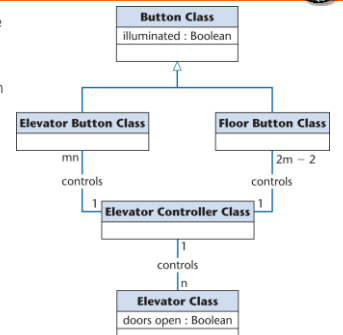 Button Class
illuminated : Boolean
Elevator Button Class
Floor Button Class
mn
2m − 2
controls
controls
1
Elevator Controller Class
1
1
controls
n
Elevator Class
doors open : Boolean